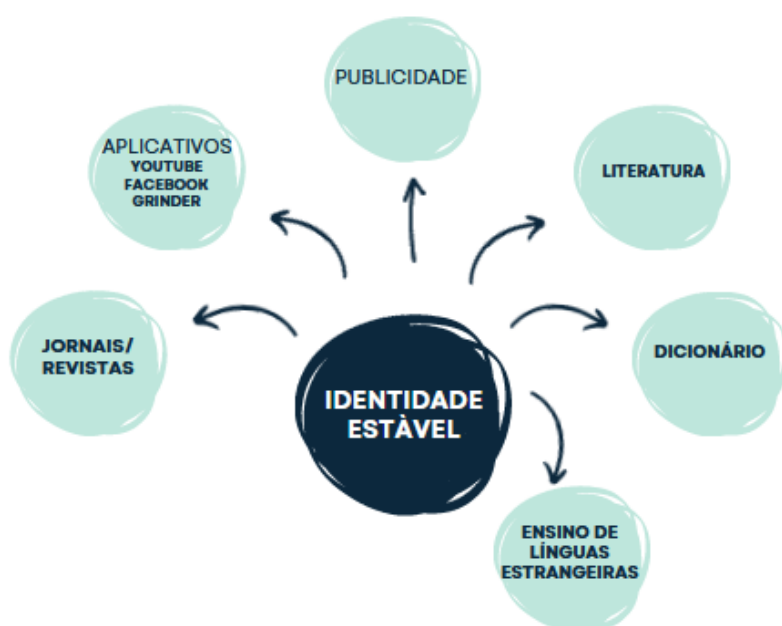 PUBLICIDADE
APLICATIVOS
YOUTUBE
FACEBOOK
GRINDER
LITERATURA
JORNAIS/
REVISTAS
DICIONÁRIO
IDENTIDADE
ESTÀVEL
ENSINO DE
LÍNGUAS
ESTRANGEIRAS